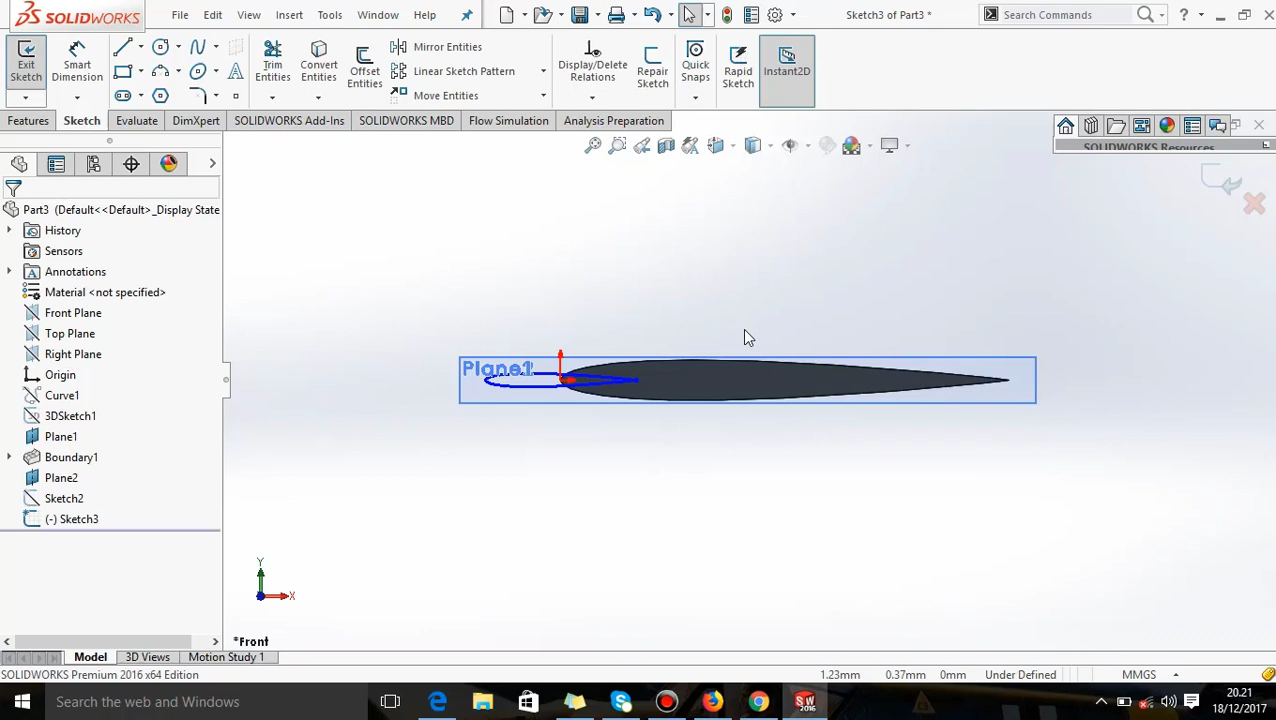 SOLIDWORKS File Edit View Insert Tools Window Help Sketch3 of Part3 * Search Commands ?
Exit Sketch
Smart Dimension
Trim Entities
Convert Entities
Offset Entities
Mirror Entities
Linear Sketch Pattern
Move Entities
Display/Delete Relations
Repair Sketch
Quick Snaps
Rapid Sketch
Instant2D
Features Sketch Evaluate DimXpert SOLIDWORKS Add-Ins SOLIDWORKS MBD Flow Simulation Analysis Preparation
SOLIDWORKS Resources
Part3 (Default<<Default>_Display State
History
Sensors
Annotations
Material <not specified>
Front Plane
Top Plane
Right Plane
Origin
Curve1
3DSketch1
Plane1
Boundary1
Plane2
Sketch2
(-) Sketch3
Plane1
Y
X
*Front
Model 3D Views Motion Study 1
SOLIDWORKS Premium 2016 x64 Edition 1.23mm 0.37mm 0mm Under Defined MMGS
Search the web and Windows
SW 2016
20.21
18/12/2017